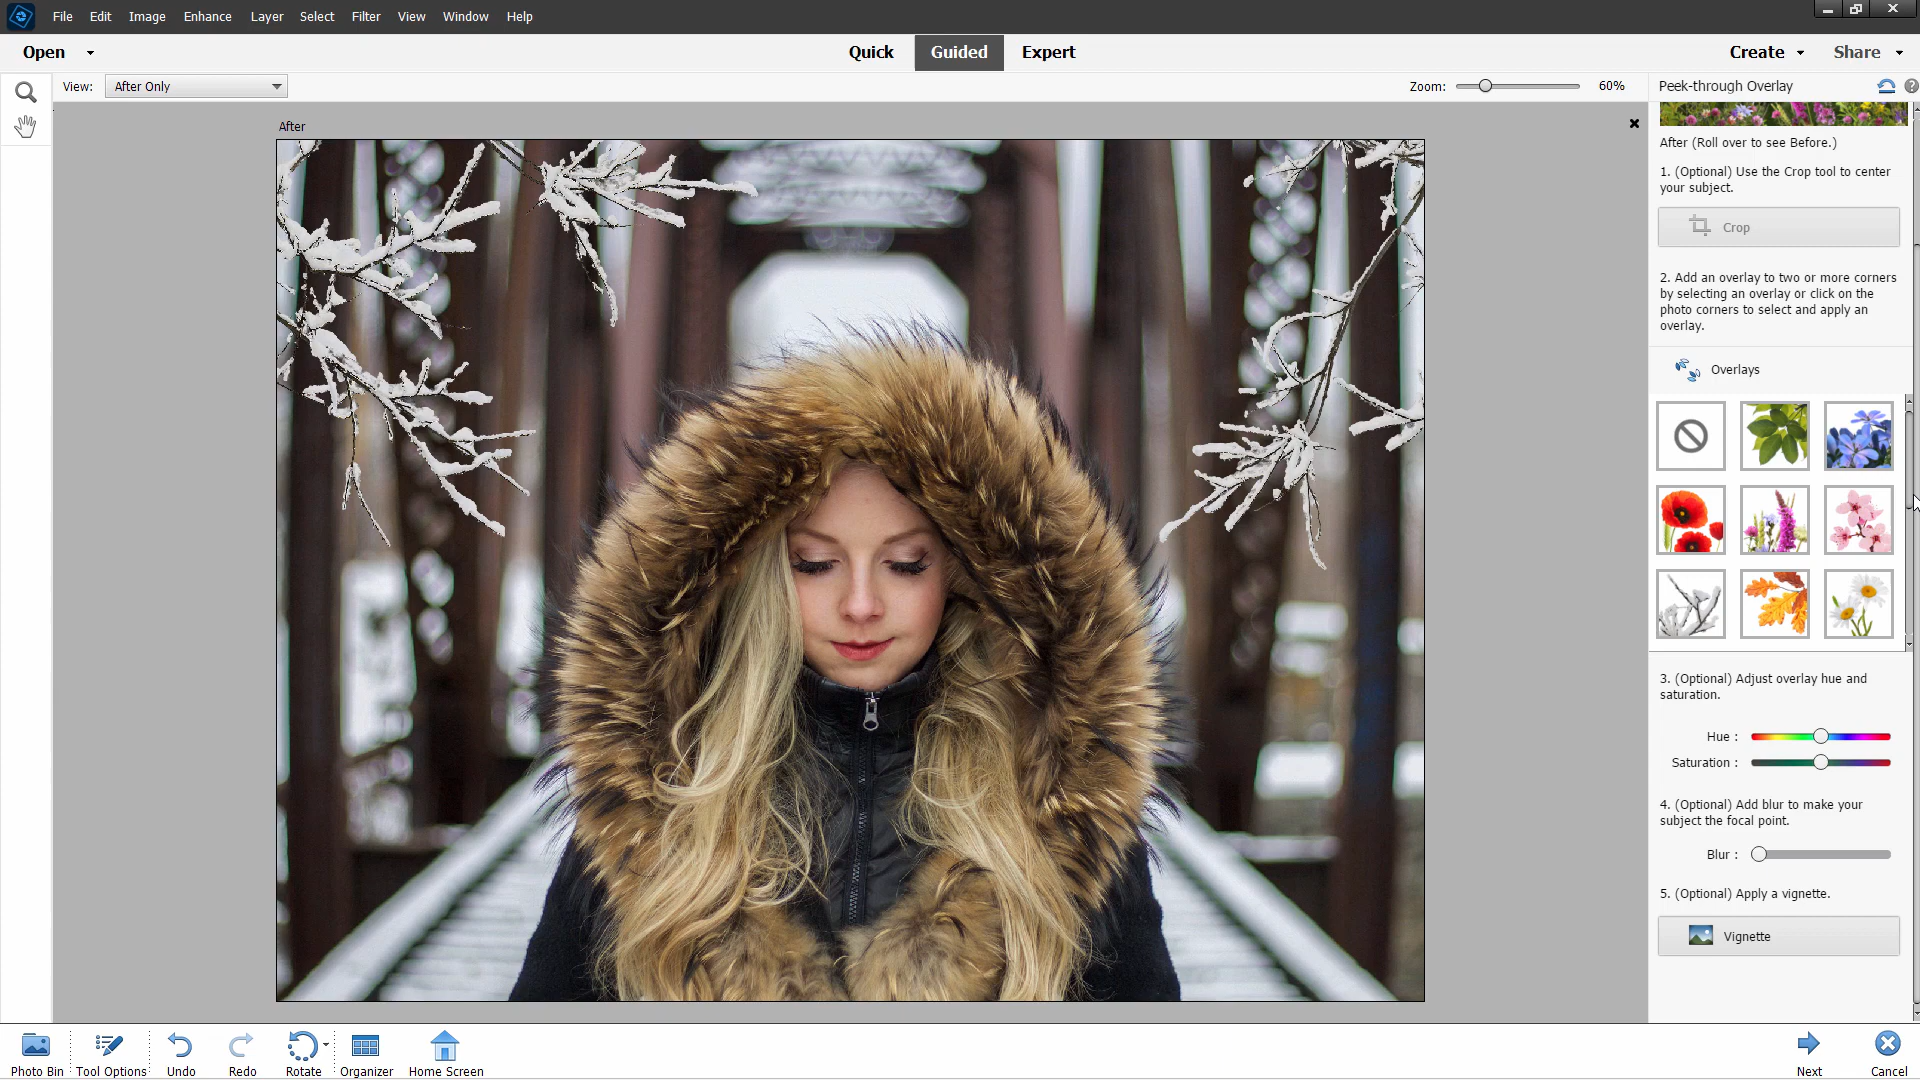 File Edit Image Enhance Layer Select Filter View Window Help
Open Quick Guided Expert Create Share
View: After Only Zoom: 60% Peek-through Overlay ?
After
After (Roll over to see Before.)
1. (Optional) Use the Crop tool to center
your subject.
Crop
2. Add an overlay to two or more corners
by selecting an overlay or click on the
photo corners to select and apply an
overlay.
Overlays
3. (Optional) Adjust overlay hue and
saturation.
Hue :
Saturation :
4. (Optional) Add blur to make your
subject the focal point.
Blur :
5. (Optional) Apply a vignette.
Vignette
Photo Bin Tool Options Undo Redo Rotate Organizer Home Screen Next Cancel